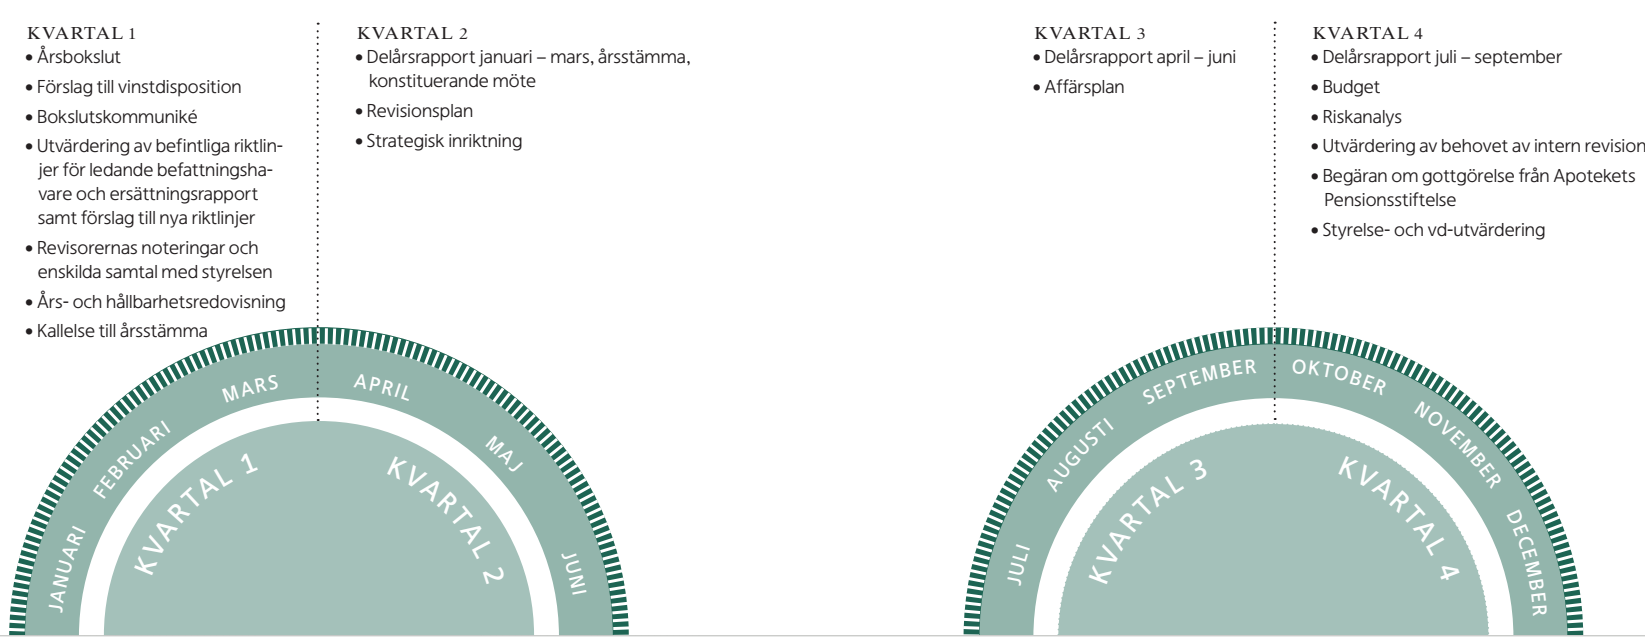 KVARTAL 1
• Årsbokslut
• Förslag till vinstdisposition
• Bokslutskommuniké
• Utvärdering av befintliga riktlin-
jer för ledande befattningsha-
vare och ersättningsrapport
samt förslag till nya riktlinjer
• Revisorernas noteringar och
enskilda samtal med styrelsen
• Års- och hållbarhetsredovisning
• Kallelse till årsstämma
KVARTAL 2
• Delårsrapport januari – mars, årsstämma,
konstituerande möte
• Revisionsplan
• Strategisk inriktning
KVARTAL 3
• Delårsrapport april – juni
• Affärsplan
KVARTAL 4
• Delårsrapport juli – september
• Budget
• Riskanalys
• Utvärdering av behovet av intern revision
• Begäran om gottgörelse från Apotekets
Pensionsstiftelse
• Styrelse- och vd-utvärdering
JANUARI
FEBRUARI
MARS
APRIL
MAJ
JUNI
KVARTAL 1
KVARTAL 2
JULI
AUGUSTI
SEPTEMBER
OKTOBER
NOVEMBER
DECEMBER
KVARTAL 3
KVARTAL 4